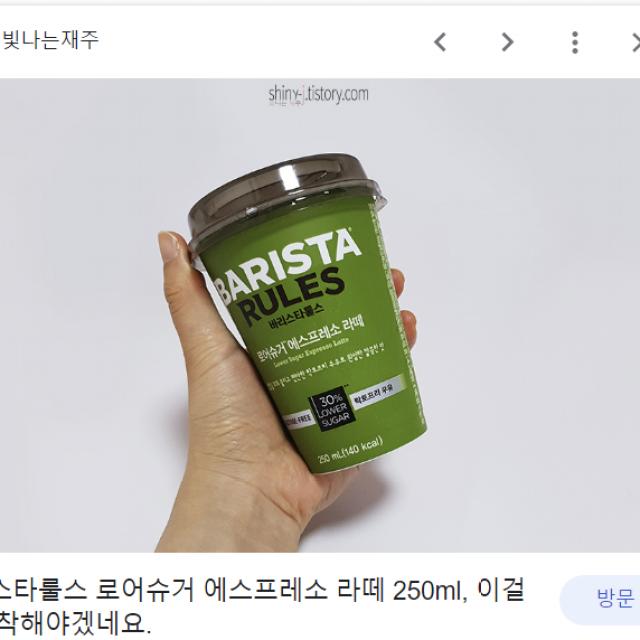 빛나는재주
shiny-j.tistory.com
BARISTA
RULES
바리스타룰스
로어슈거 에스프레소 라떼
Lower Sugar Espresso Latte
30%
LOWER
SUGAR
락토프리 우유
250 mL(140 kcal)
스타룰스 로어슈거 에스프레소 라떼 250ml, 이걸
착해야겠네요.
방문